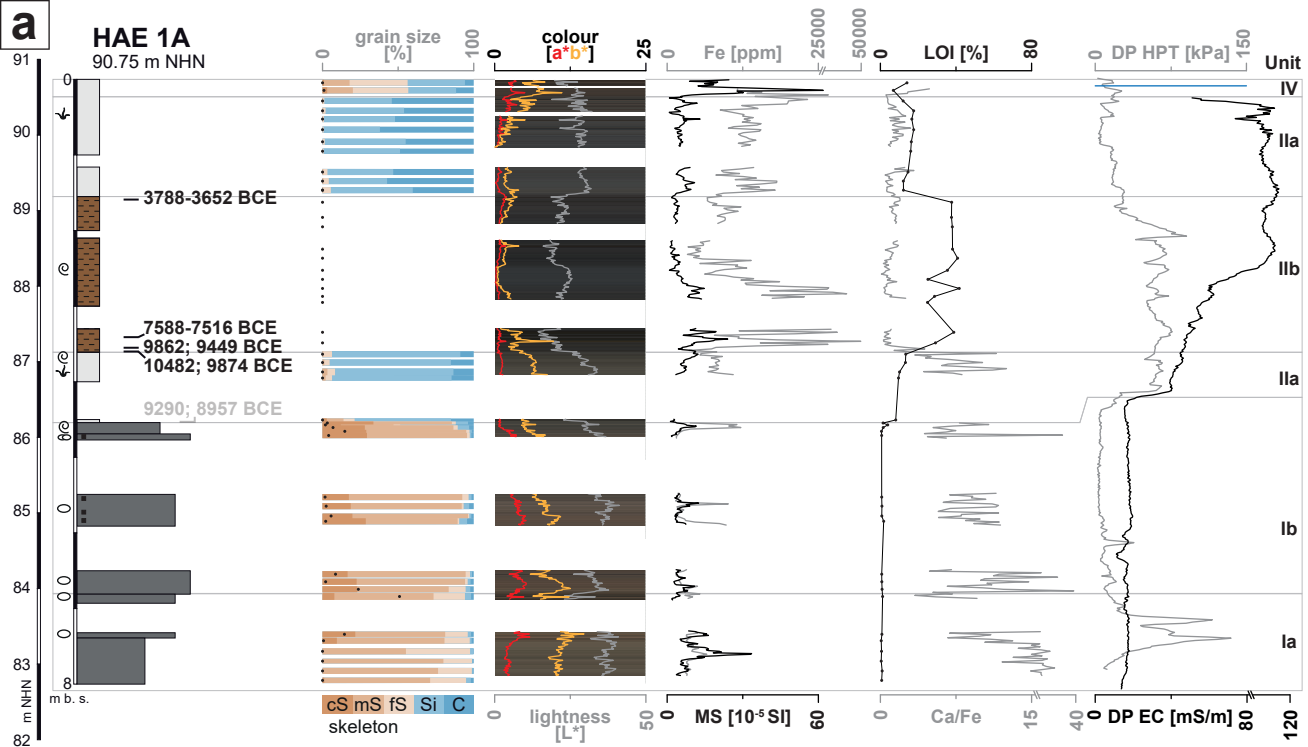 a
HAE 1A
90.75 m NHN
grain size
[%]
0 100
colour
[a*b*]
0 25
Fe [ppm]
0 25000 50000
LOI [%]
0 80
DP HPT [kPa]
0 150
Unit
91
90
89
88
87
86
85
84
83
82
m NHN
0
8
m b. s.
3788-3652 BCE
7588-7516 BCE
9862; 9449 BCE
10482; 9874 BCE
9290; 8957 BCE
IV
IIa
IIb
IIa
Ib
Ia
cS mS fS Si C
skeleton
0 50
lightness
[L*]
0 60
MS [10⁻⁵ SI]
0 15 40
Ca/Fe
0 80 120
DP EC [mS/m]